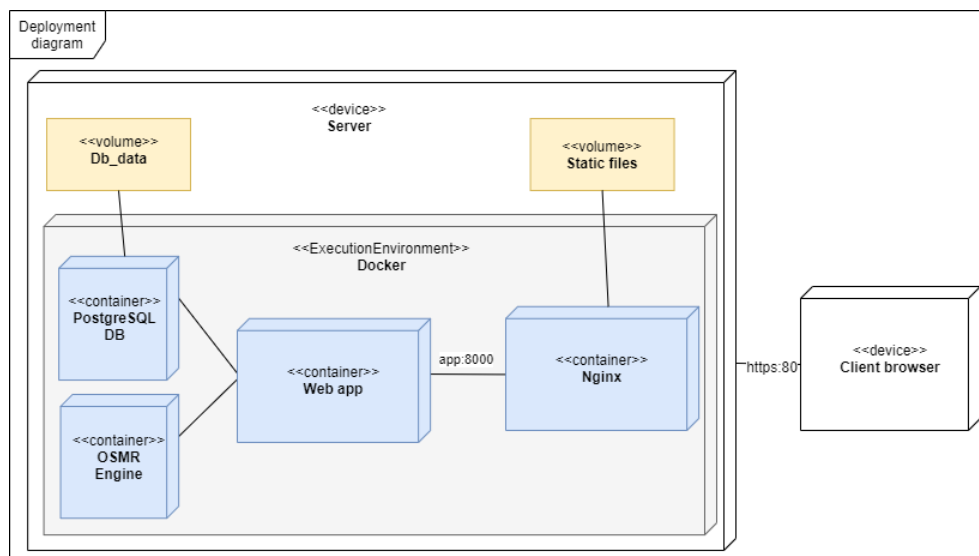 Deployment
diagram
<<device>>
Server
<<volume>>
Db_data
<<volume>>
Static files
<<ExecutionEnvironment>>
Docker
<<container>>
PostgreSQL
DB
<<container>>
Web app
app:8000
<<container>>
Nginx
https:80
<<device>>
Client browser
<<container>>
OSMR
Engine